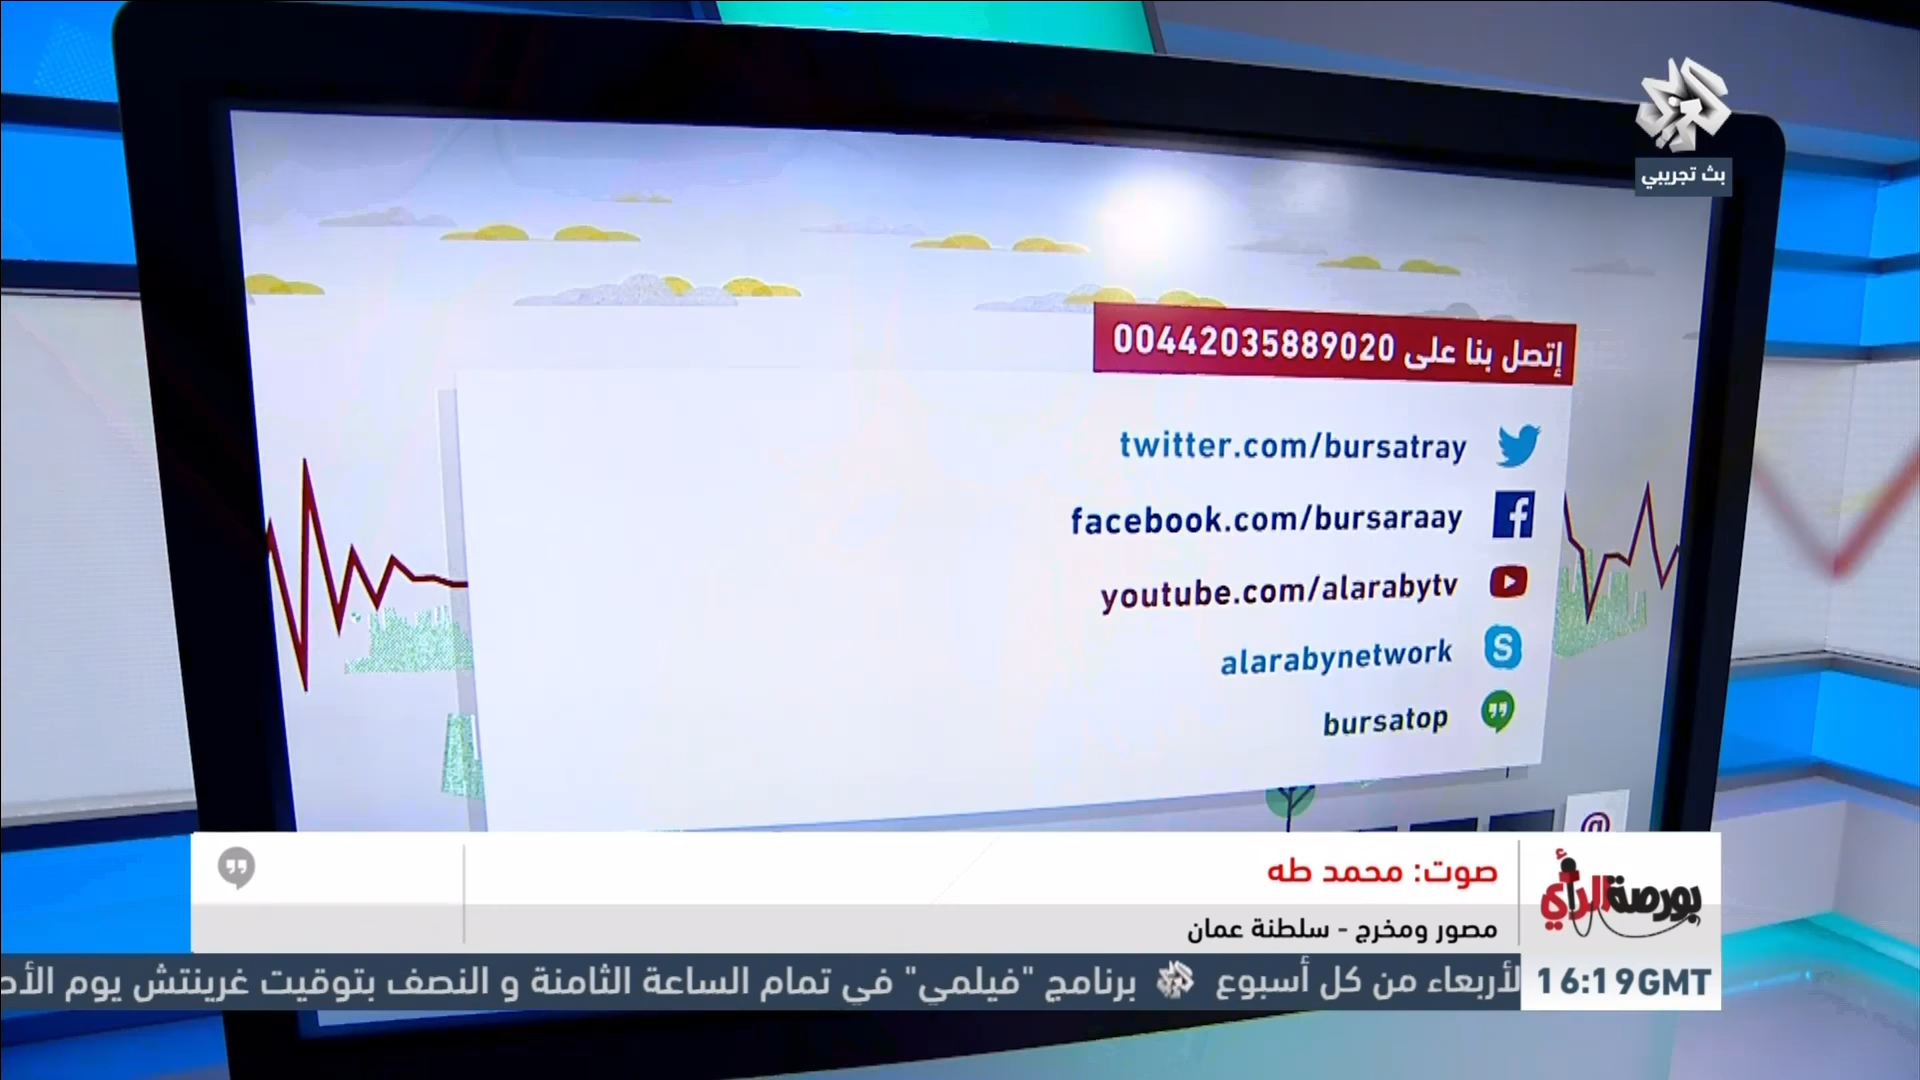 بث تجريبي
إتصل بنا على 00442035889020
twitter.com/bursatray
facebook.com/bursaraay
youtube.com/alarabytv
alarabynetwork
bursatop
@
صوت: محمد طه
مصور ومخرج - سلطنة عمان
بورصة الرأي
16:19GMT
لأربعاء من كل أسبوع
برنامج "فيلمي" في تمام الساعة الثامنة و النصف بتوقيت غرينتش يوم